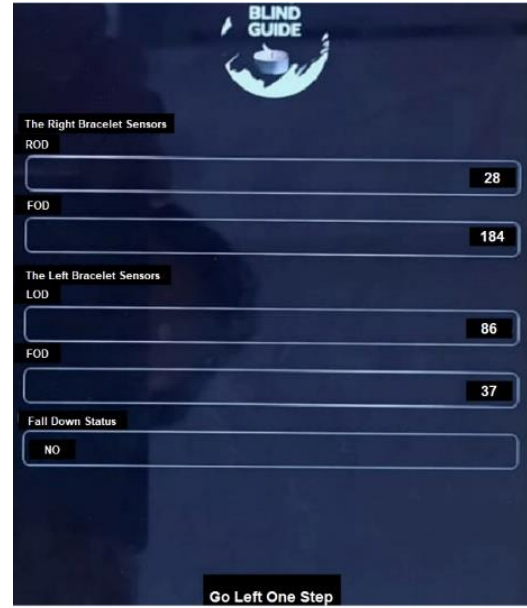 BLIND
GUIDE
The Right Bracelet Sensors
ROD
28
FOD
184
The Left Bracelet Sensors
LOD
86
FOD
37
Fall Down Status
NO
Go Left One Step